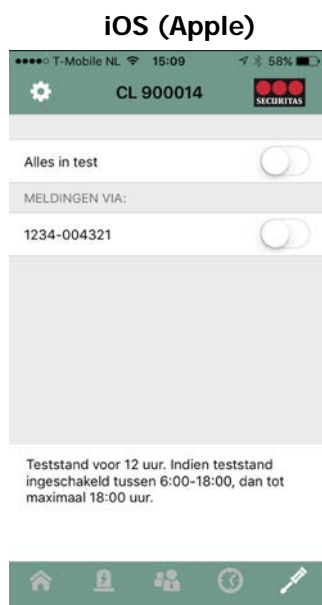 iOS (Apple)
T-Mobile NL 15:09 58%
CL 900014
SECURITAS
Alles in test
MELDINGEN VIA:
1234-004321
Teststand voor 12 uur. Indien teststand
ingeschakeld tussen 6:00-18:00, dan tot
maximaal 18:00 uur.